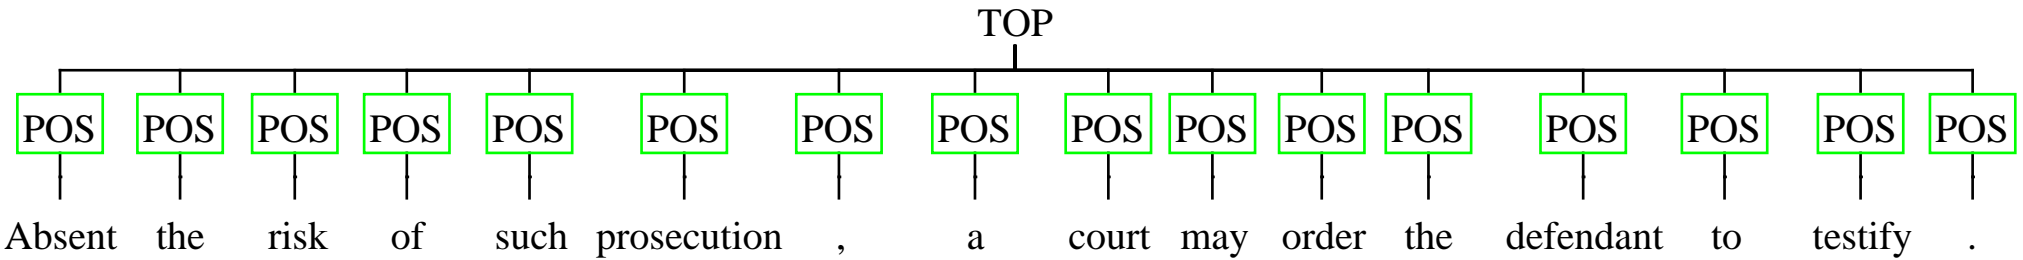 TOP
POS POS POS POS POS POS POS POS POS POS POS POS POS POS POS POS
Absent the risk of such prosecution , a court may order the defendant to testify .